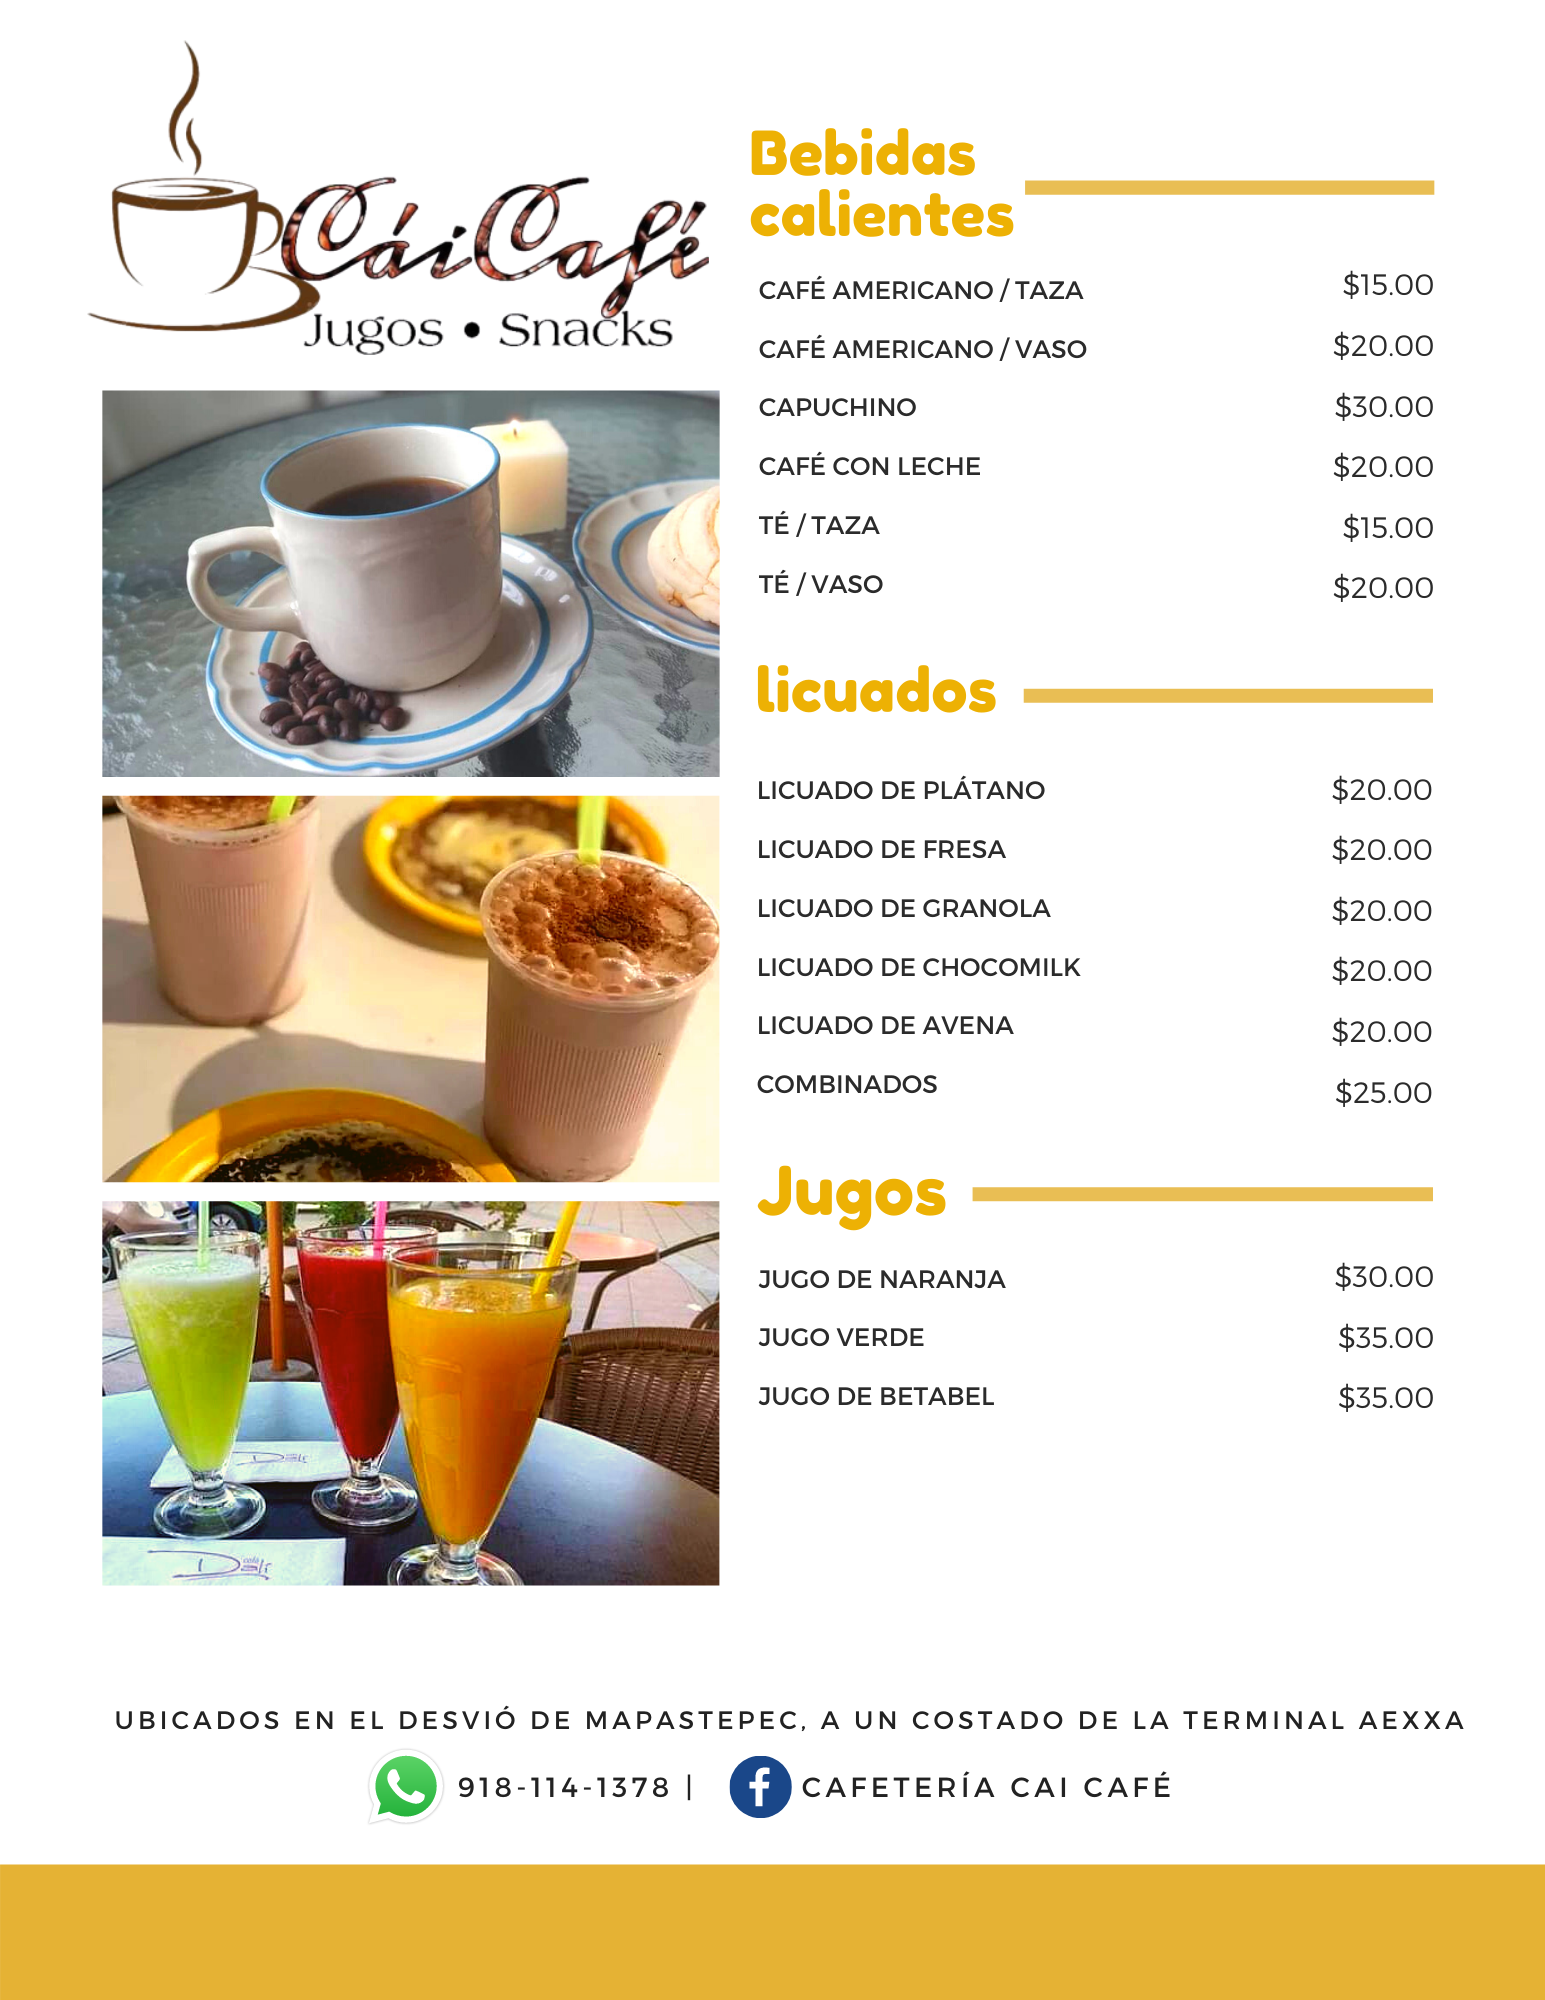 CáiCafé
Jugos • Snacks
Bebidas
calientes
CAFÉ AMERICANO / TAZA $15.00
CAFÉ AMERICANO / VASO $20.00
CAPUCHINO $30.00
CAFÉ CON LECHE $20.00
TÉ / TAZA $15.00
TÉ / VASO $20.00
licuados
LICUADO DE PLÁTANO $20.00
LICUADO DE FRESA $20.00
LICUADO DE GRANOLA $20.00
LICUADO DE CHOCOMILK $20.00
LICUADO DE AVENA $20.00
COMBINADOS $25.00
Jugos
JUGO DE NARANJA $30.00
JUGO VERDE $35.00
JUGO DE BETABEL $35.00
Dalí
café
Dalí
UBICADOS EN EL DESVIÓ DE MAPASTEPEC, A UN COSTADO DE LA TERMINAL AEXXA
918-114-1378 | CAFETERÍA CAI CAFÉ